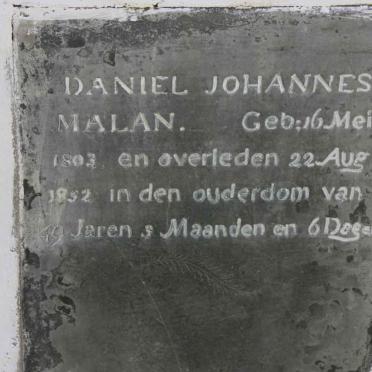 DANIEL JOHANNES
MALAN. Geb:16 Mei
1803 en overleden 22 Aug
1852 in den ouderdom van
49 Jaren 3 Maanden en 6 Dage